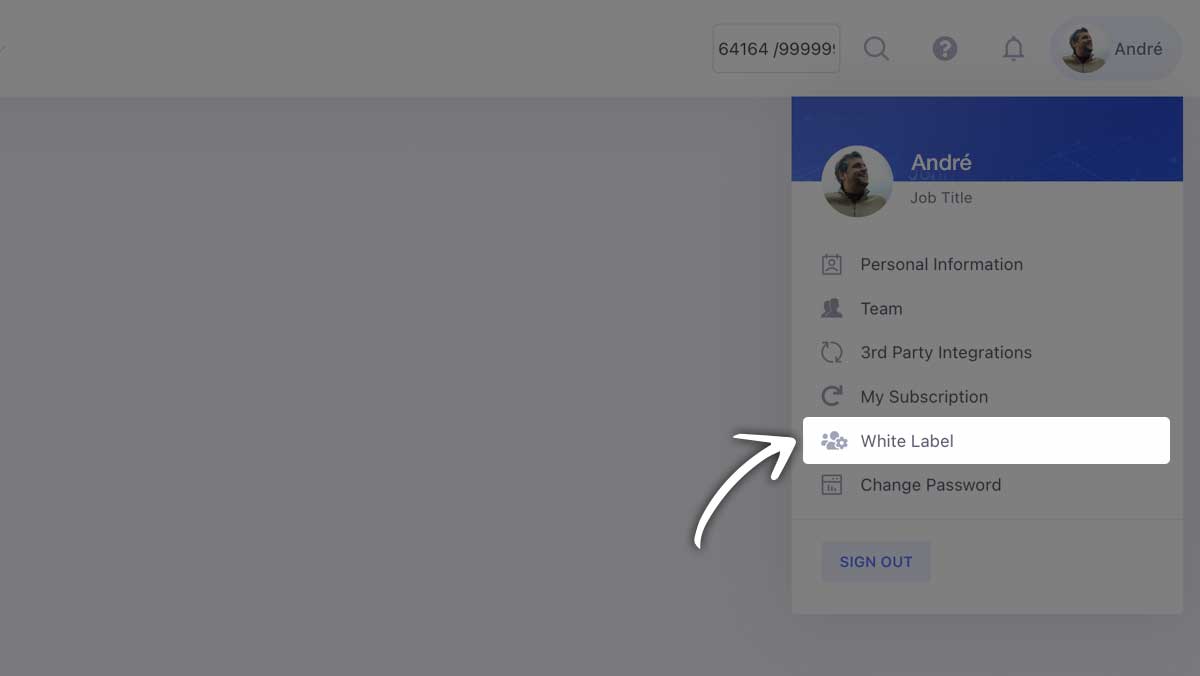 64164 /99999
André
André
Job Title
Personal Information
Team
3rd Party Integrations
My Subscription
White Label
Change Password
SIGN OUT